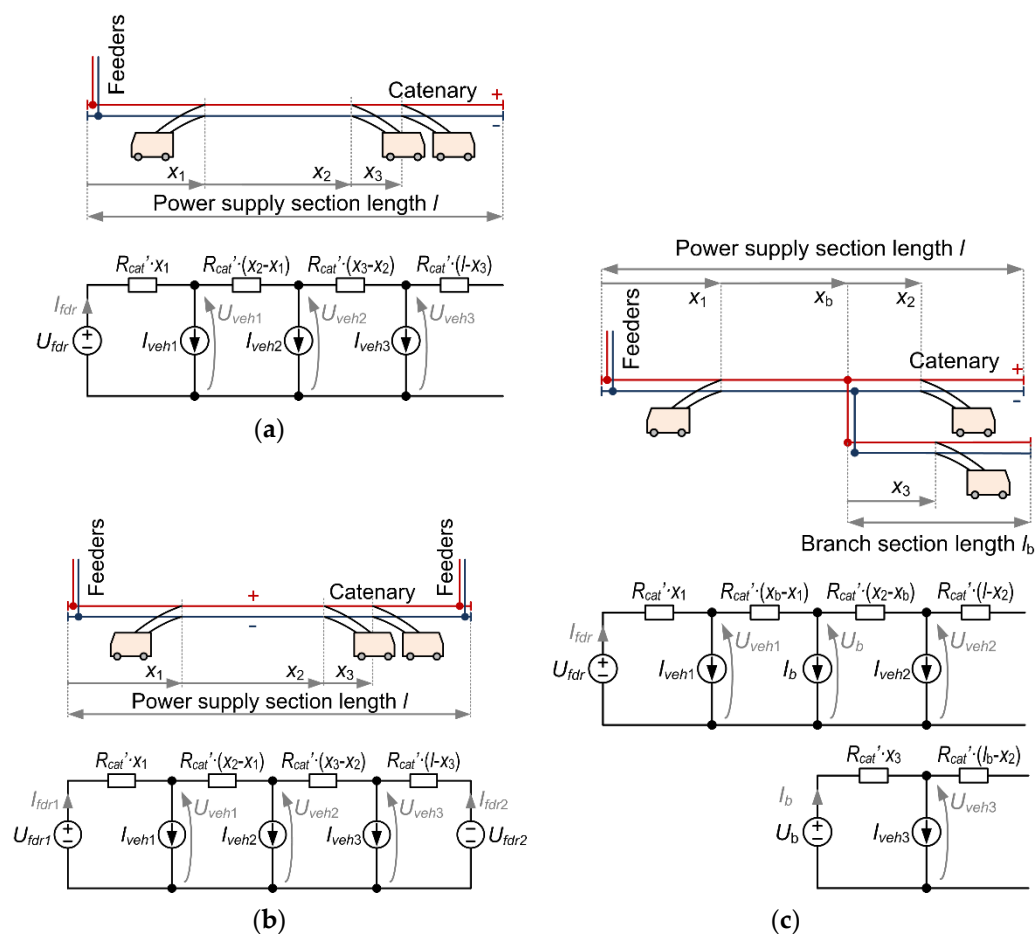 Feeders
Catenary
+
−
x1
x2
x3
Power supply section length l
Rcat'·x1
Rcat'·(x2-x1)
Rcat'·(x3-x2)
Rcat'·(l-x3)
Ifdr
Ufdr
Iveh1
Uveh1
Iveh2
Uveh2
Iveh3
Uveh3
(a)
Feeders
Feeders
+
−
Catenary
x1
x2
x3
Power supply section length l
Rcat'·x1
Rcat'·(x2-x1)
Rcat'·(x3-x2)
Rcat'·(l-x3)
Ifdr1
Ufdr1
Iveh1
Uveh1
Iveh2
Uveh2
Iveh3
Uveh3
Ifdr2
Ufdr2
(b)
Power supply section length l
x1
xb
x2
Feeders
Catenary
+
−
x3
Branch section length lb
Rcat'·x1
Rcat'·(xb-x1)
Rcat'·(x2-xb)
Rcat'·(l-x2)
Ifdr
Ufdr
Iveh1
Uveh1
Ib
Ub
Iveh2
Uveh2
Rcat'·x3
Rcat'·(lb-x2)
Ib
Ub
Iveh3
Uveh3
(c)